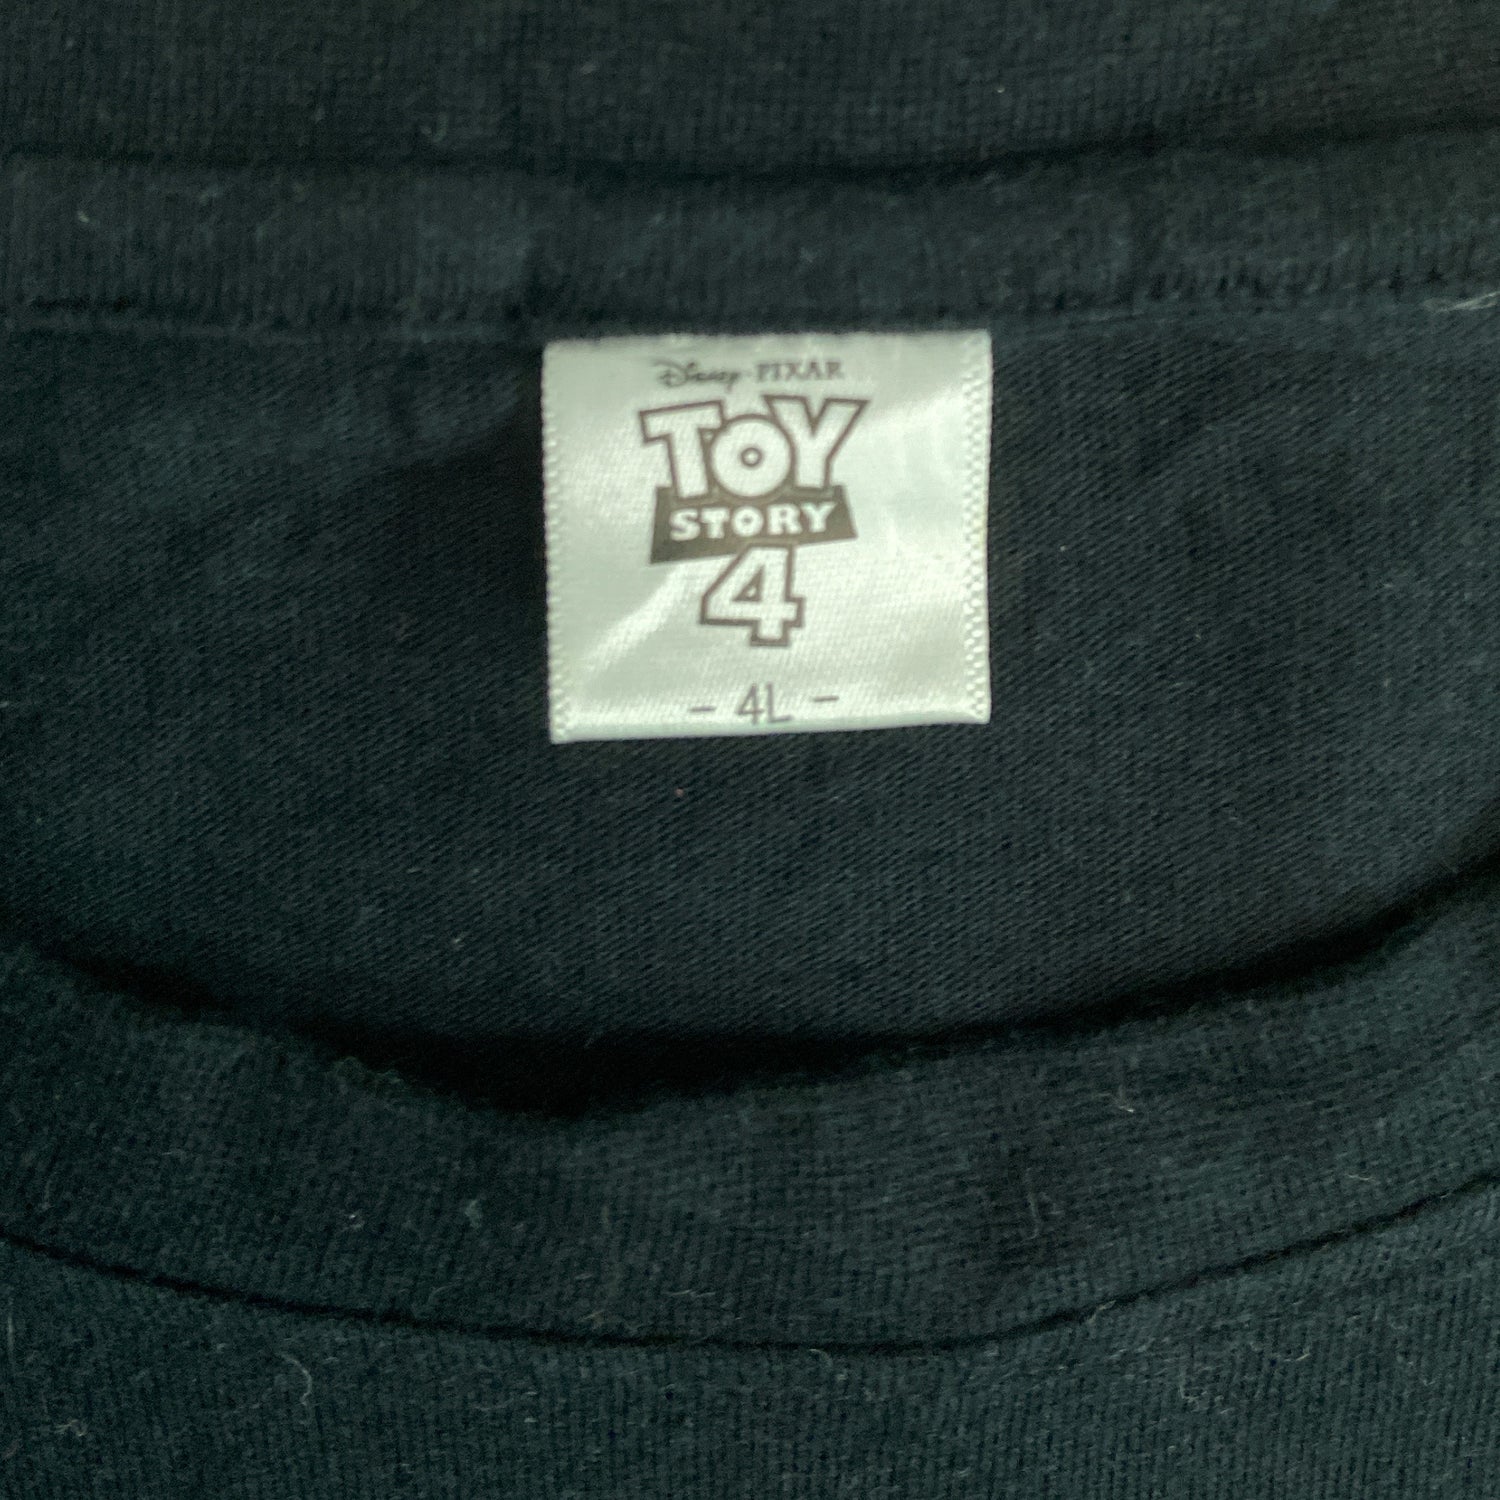 Disney·PIXAR
TOY
STORY
4
- 4L -